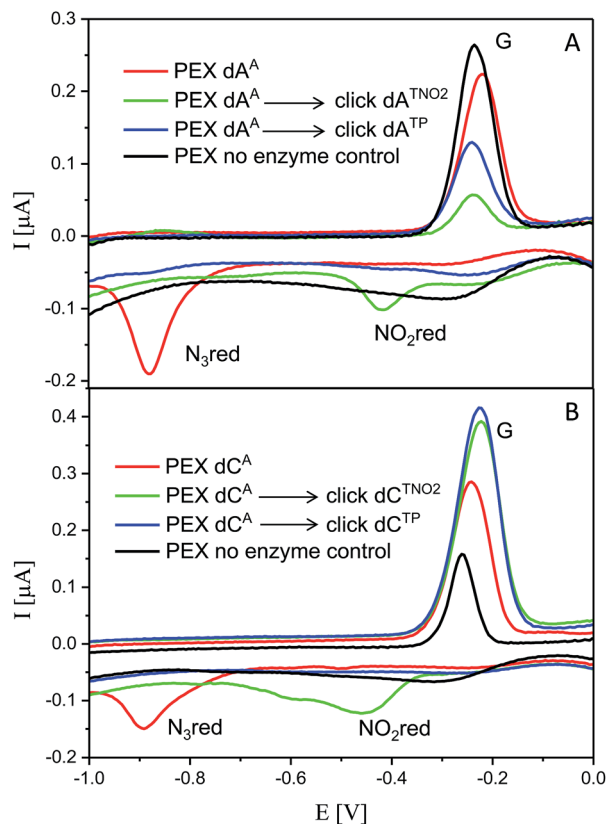 G A
PEX dA^A
PEX dA^A ⟶ click dA^TNO2
PEX dA^A ⟶ click dA^TP
PEX no enzyme control
0.3
0.2
0.1
0.0
-0.1
-0.2
I [µA]
N₃red
NO₂red
B
G
PEX dC^A
PEX dC^A ⟶ click dC^TNO2
PEX dC^A ⟶ click dC^TP
PEX no enzyme control
0.4
0.3
0.2
0.1
0.0
-0.1
-0.2
I [µA]
N₃red NO₂red
-1.0 -0.8 -0.6 -0.4 -0.2 0.0
E [V]